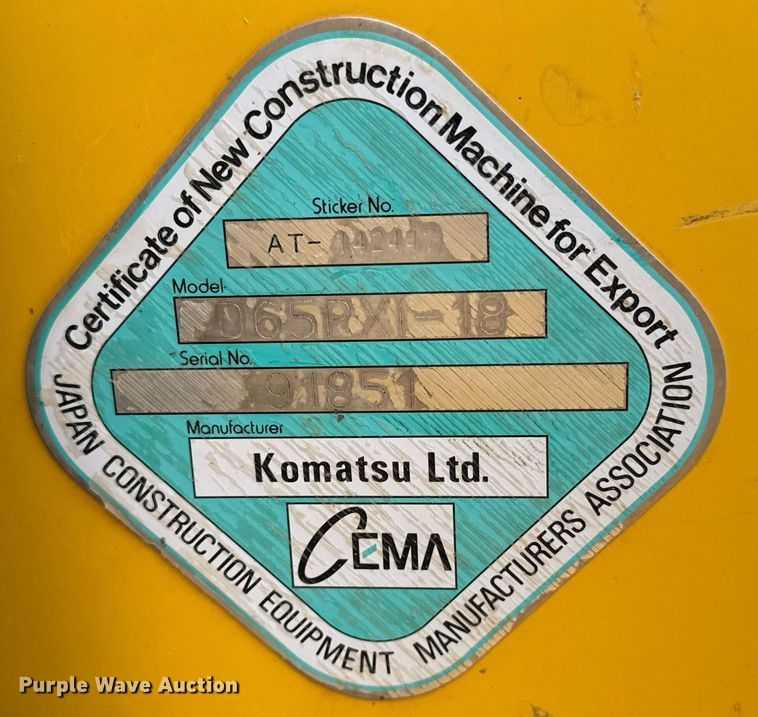 Certificate of New Construction Machine for Export
Sticker No.
AT-
Model
D65PXI-18
Serial No.
91851
Manufacturer
Komatsu Ltd.
CEMA
JAPAN CONSTRUCTION EQUIPMENT MANUFACTURERS ASSOCIATION
Purple Wave Auction